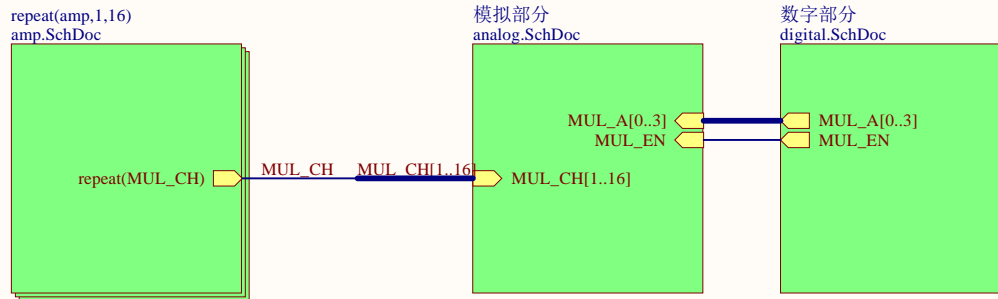 repeat(amp,1,16)
amp.SchDoc
模拟部分
analog.SchDoc
数字部分
digital.SchDoc
MUL_A[0..3]
MUL_A[0..3]
MUL_EN
MUL_EN
repeat(MUL_CH)
MUL_CH
MUL_CH[1..16]
MUL_CH[1..16]